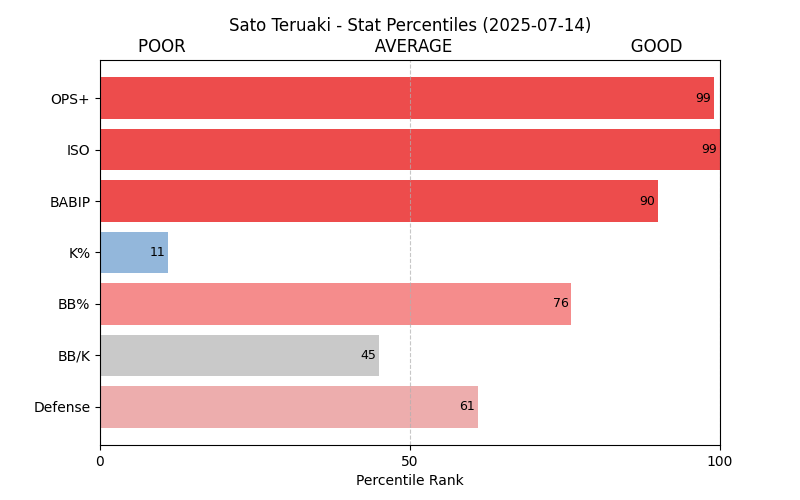 Sato Teruaki - Stat Percentiles (2025-07-14)
POOR AVERAGE GOOD
OPS+ 99
ISO 99
BABIP 90
K% 11
BB% 76
BB/K 45
Defense 61
0 50 100
Percentile Rank